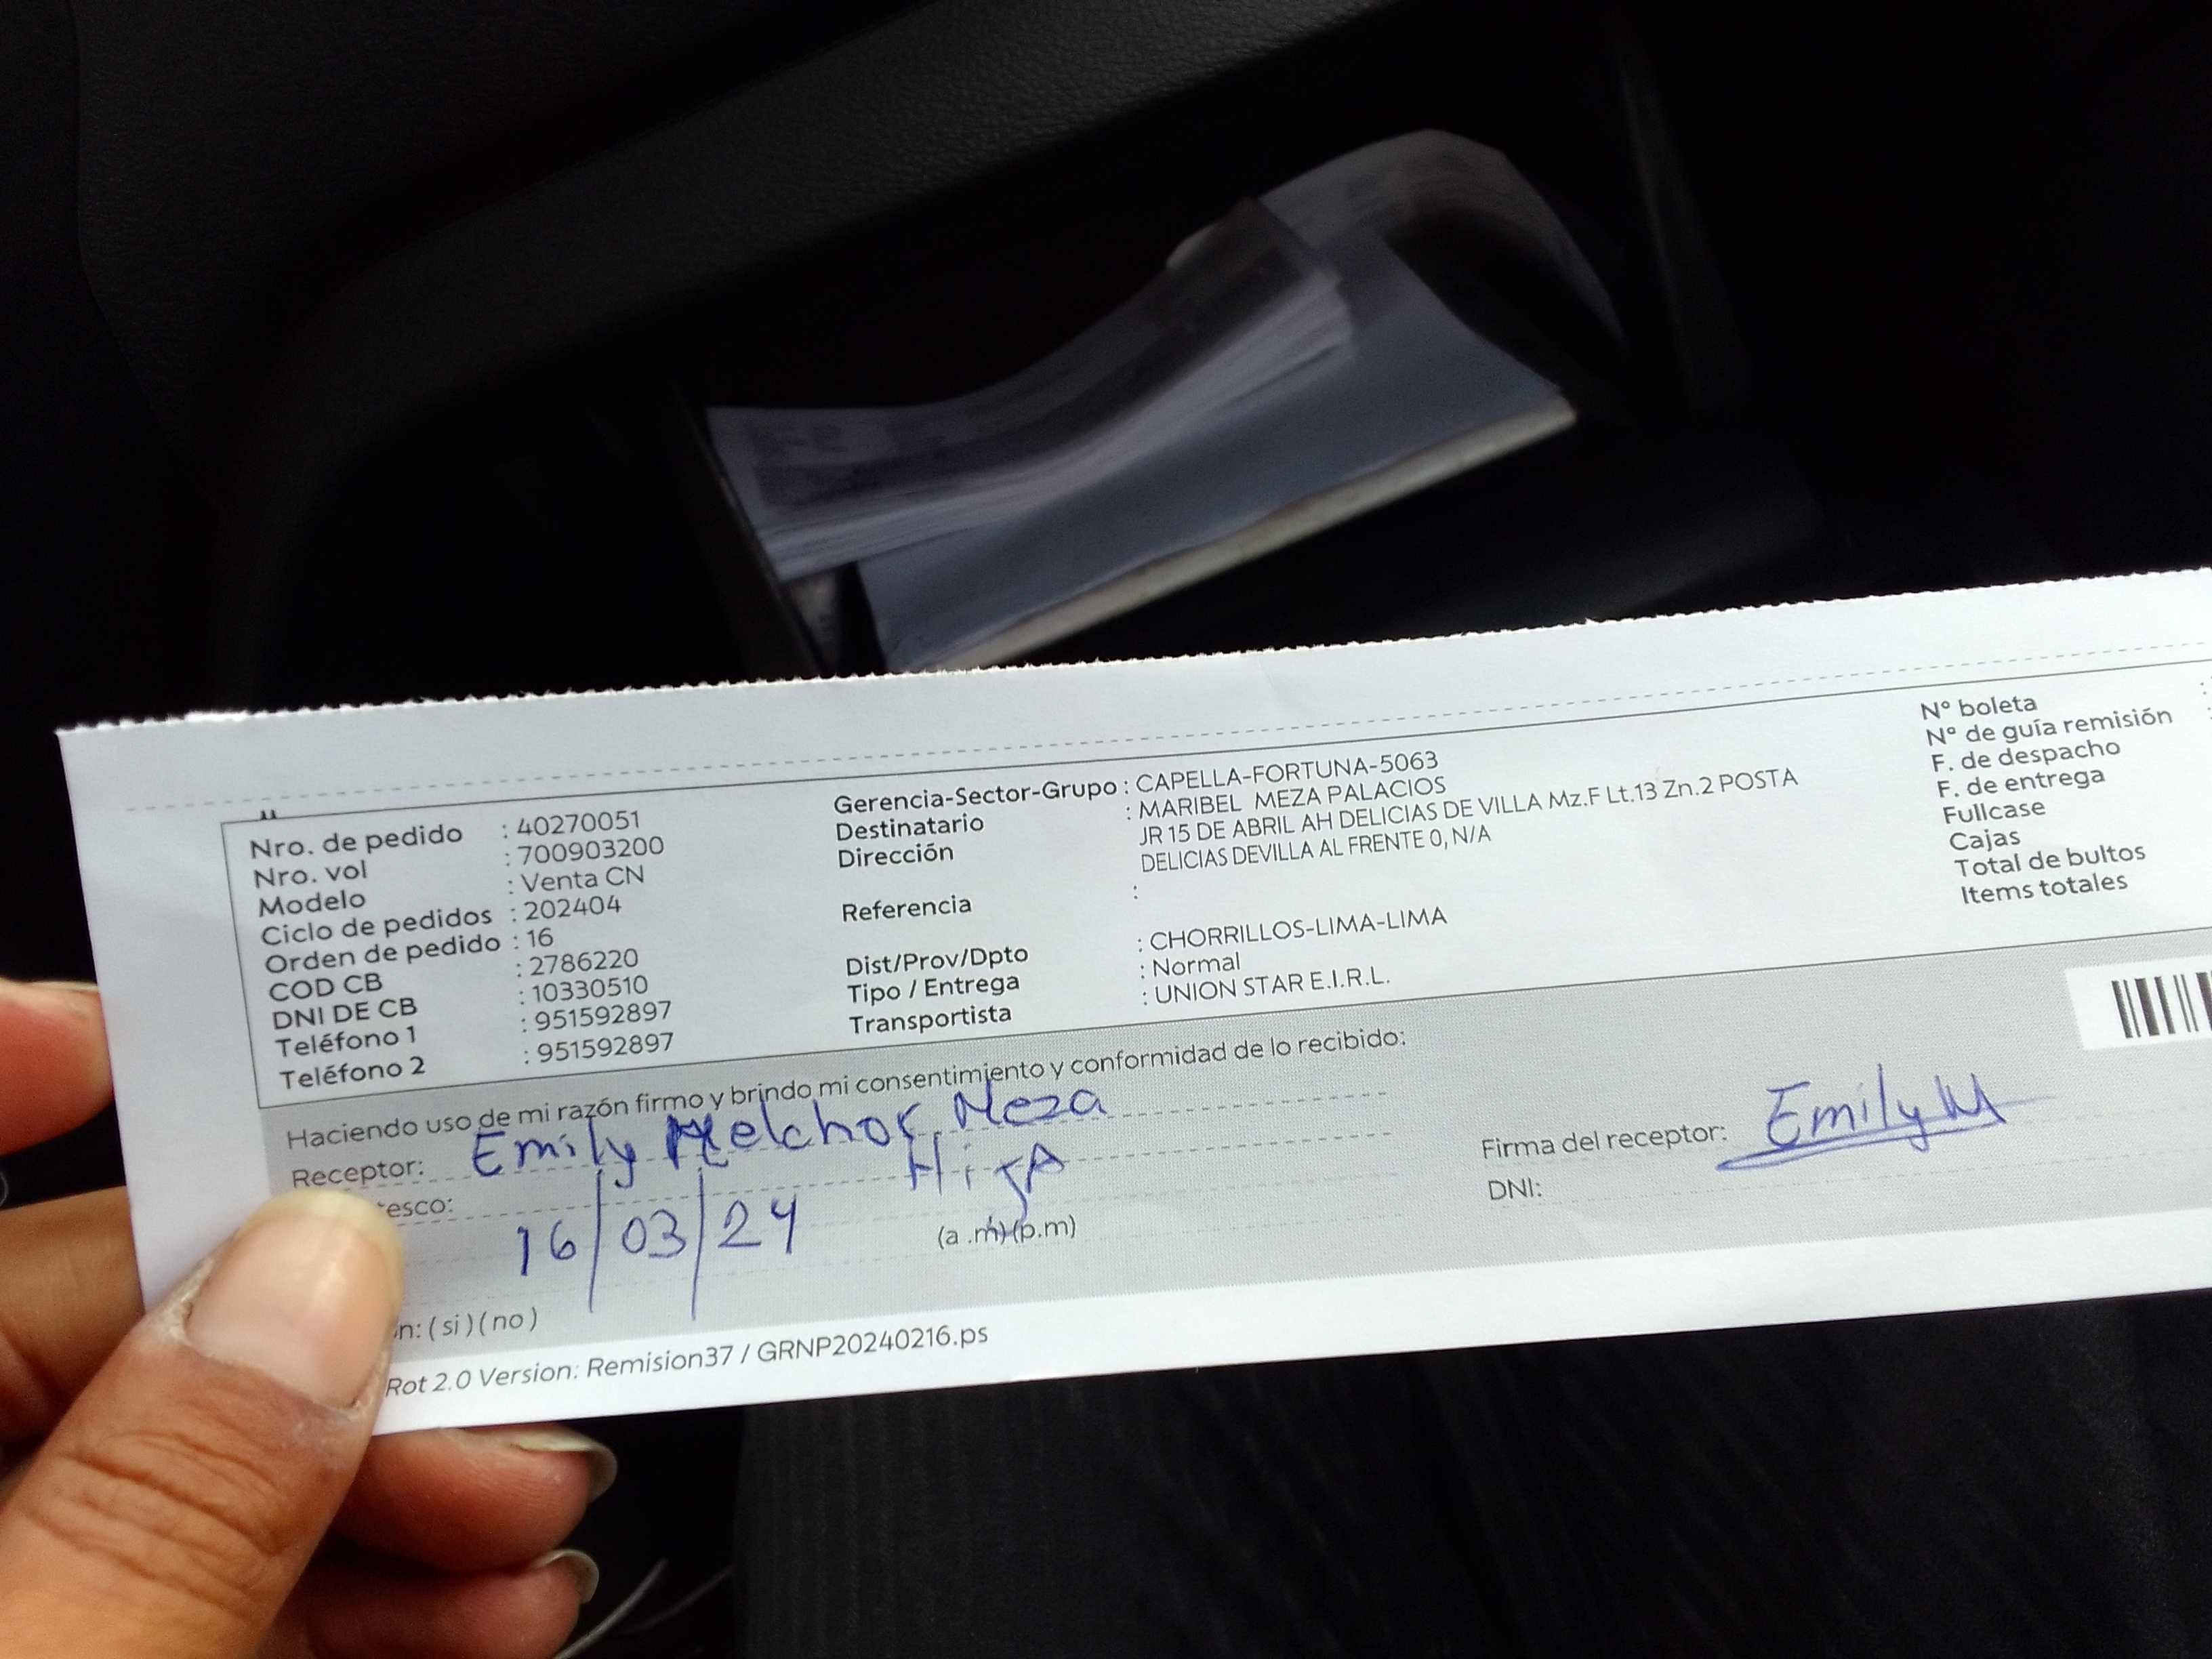 Nro. de pedido : 40270051
Nro. vol : 700903200
Modelo : Venta CN
Ciclo de pedidos : 202404
Orden de pedido : 16
COD CB : 2786220
DNI DE CB : 10330510
Teléfono 1 : 951592897
Teléfono 2 : 951592897
Gerencia-Sector-Grupo : CAPELLA-FORTUNA-5063
Destinatario : MARIBEL MEZA PALACIOS
Dirección JR 15 DE ABRIL AH DELICIAS DE VILLA Mz.F Lt.13 Zn.2 POSTA
DELICIAS DEVILLA AL FRENTE 0, N/A
Referencia :
Dist/Prov/Dpto : CHORRILLOS-LIMA-LIMA
Tipo / Entrega : Normal
Transportista : UNION STAR E.I.R.L.
N° boleta :
N° de guía remisión :
F. de despacho
F. de entrega
Fullcase
Cajas
Total de bultos
Items totales
Haciendo uso de mi razón firmo y brindo mi consentimiento y conformidad de lo recibido:
Receptor: Emily Melchor Meza
tesco: HijA
16/03/24 (a .m)(p.m)
n: ( si ) ( no )
Firma del receptor: Emily M
DNI:
Rot 2.0 Version: Remision37 / GRNP20240216.ps